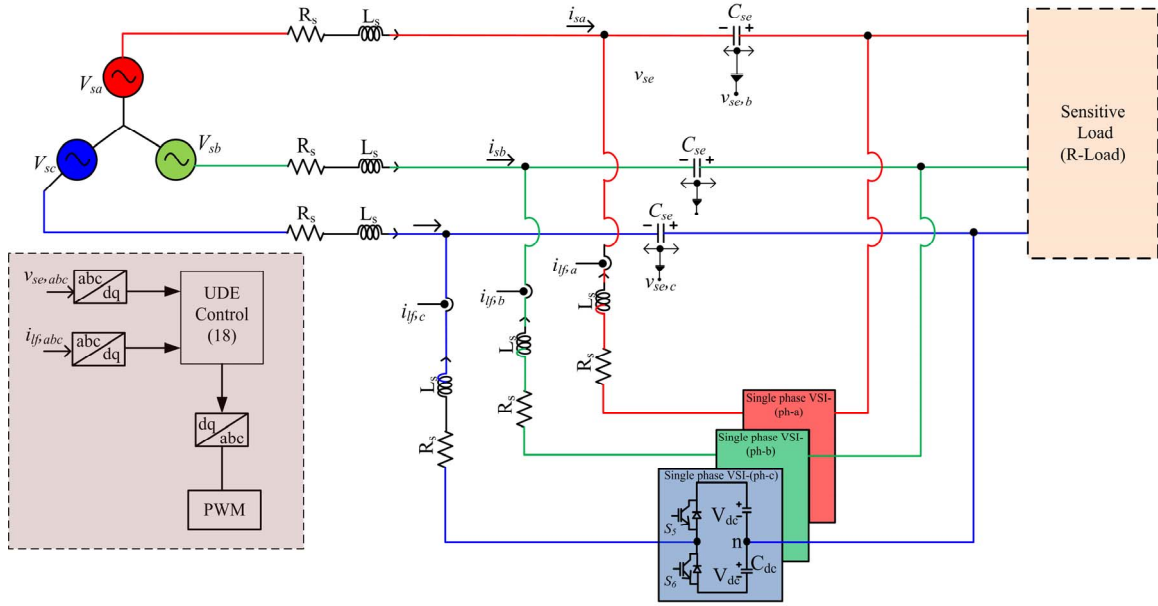 R_s
L_s
i_sa
C_se
- +
V_sa
v_se
v_se,b
Sensitive
Load
(R-Load)
V_sc
V_sb
R_s
L_s
i_sb
C_se
- +
R_s
L_s
C_se
- +
v_se,c
v_se,abc
abc
dq
UDE
Control
(18)
i_lf,abc
abc
dq
dq
abc
PWM
i_lf,a
i_lf,b
i_lf,c
L_s
L_s
L_s
R_s
R_s
R_s
Single phase VSI-
(ph-a)
Single phase VSI-
(ph-b)
Single phase VSI-(ph-c)
S_5
V_dc
+
-
n
S_6
V_dc
+
-
C_dc